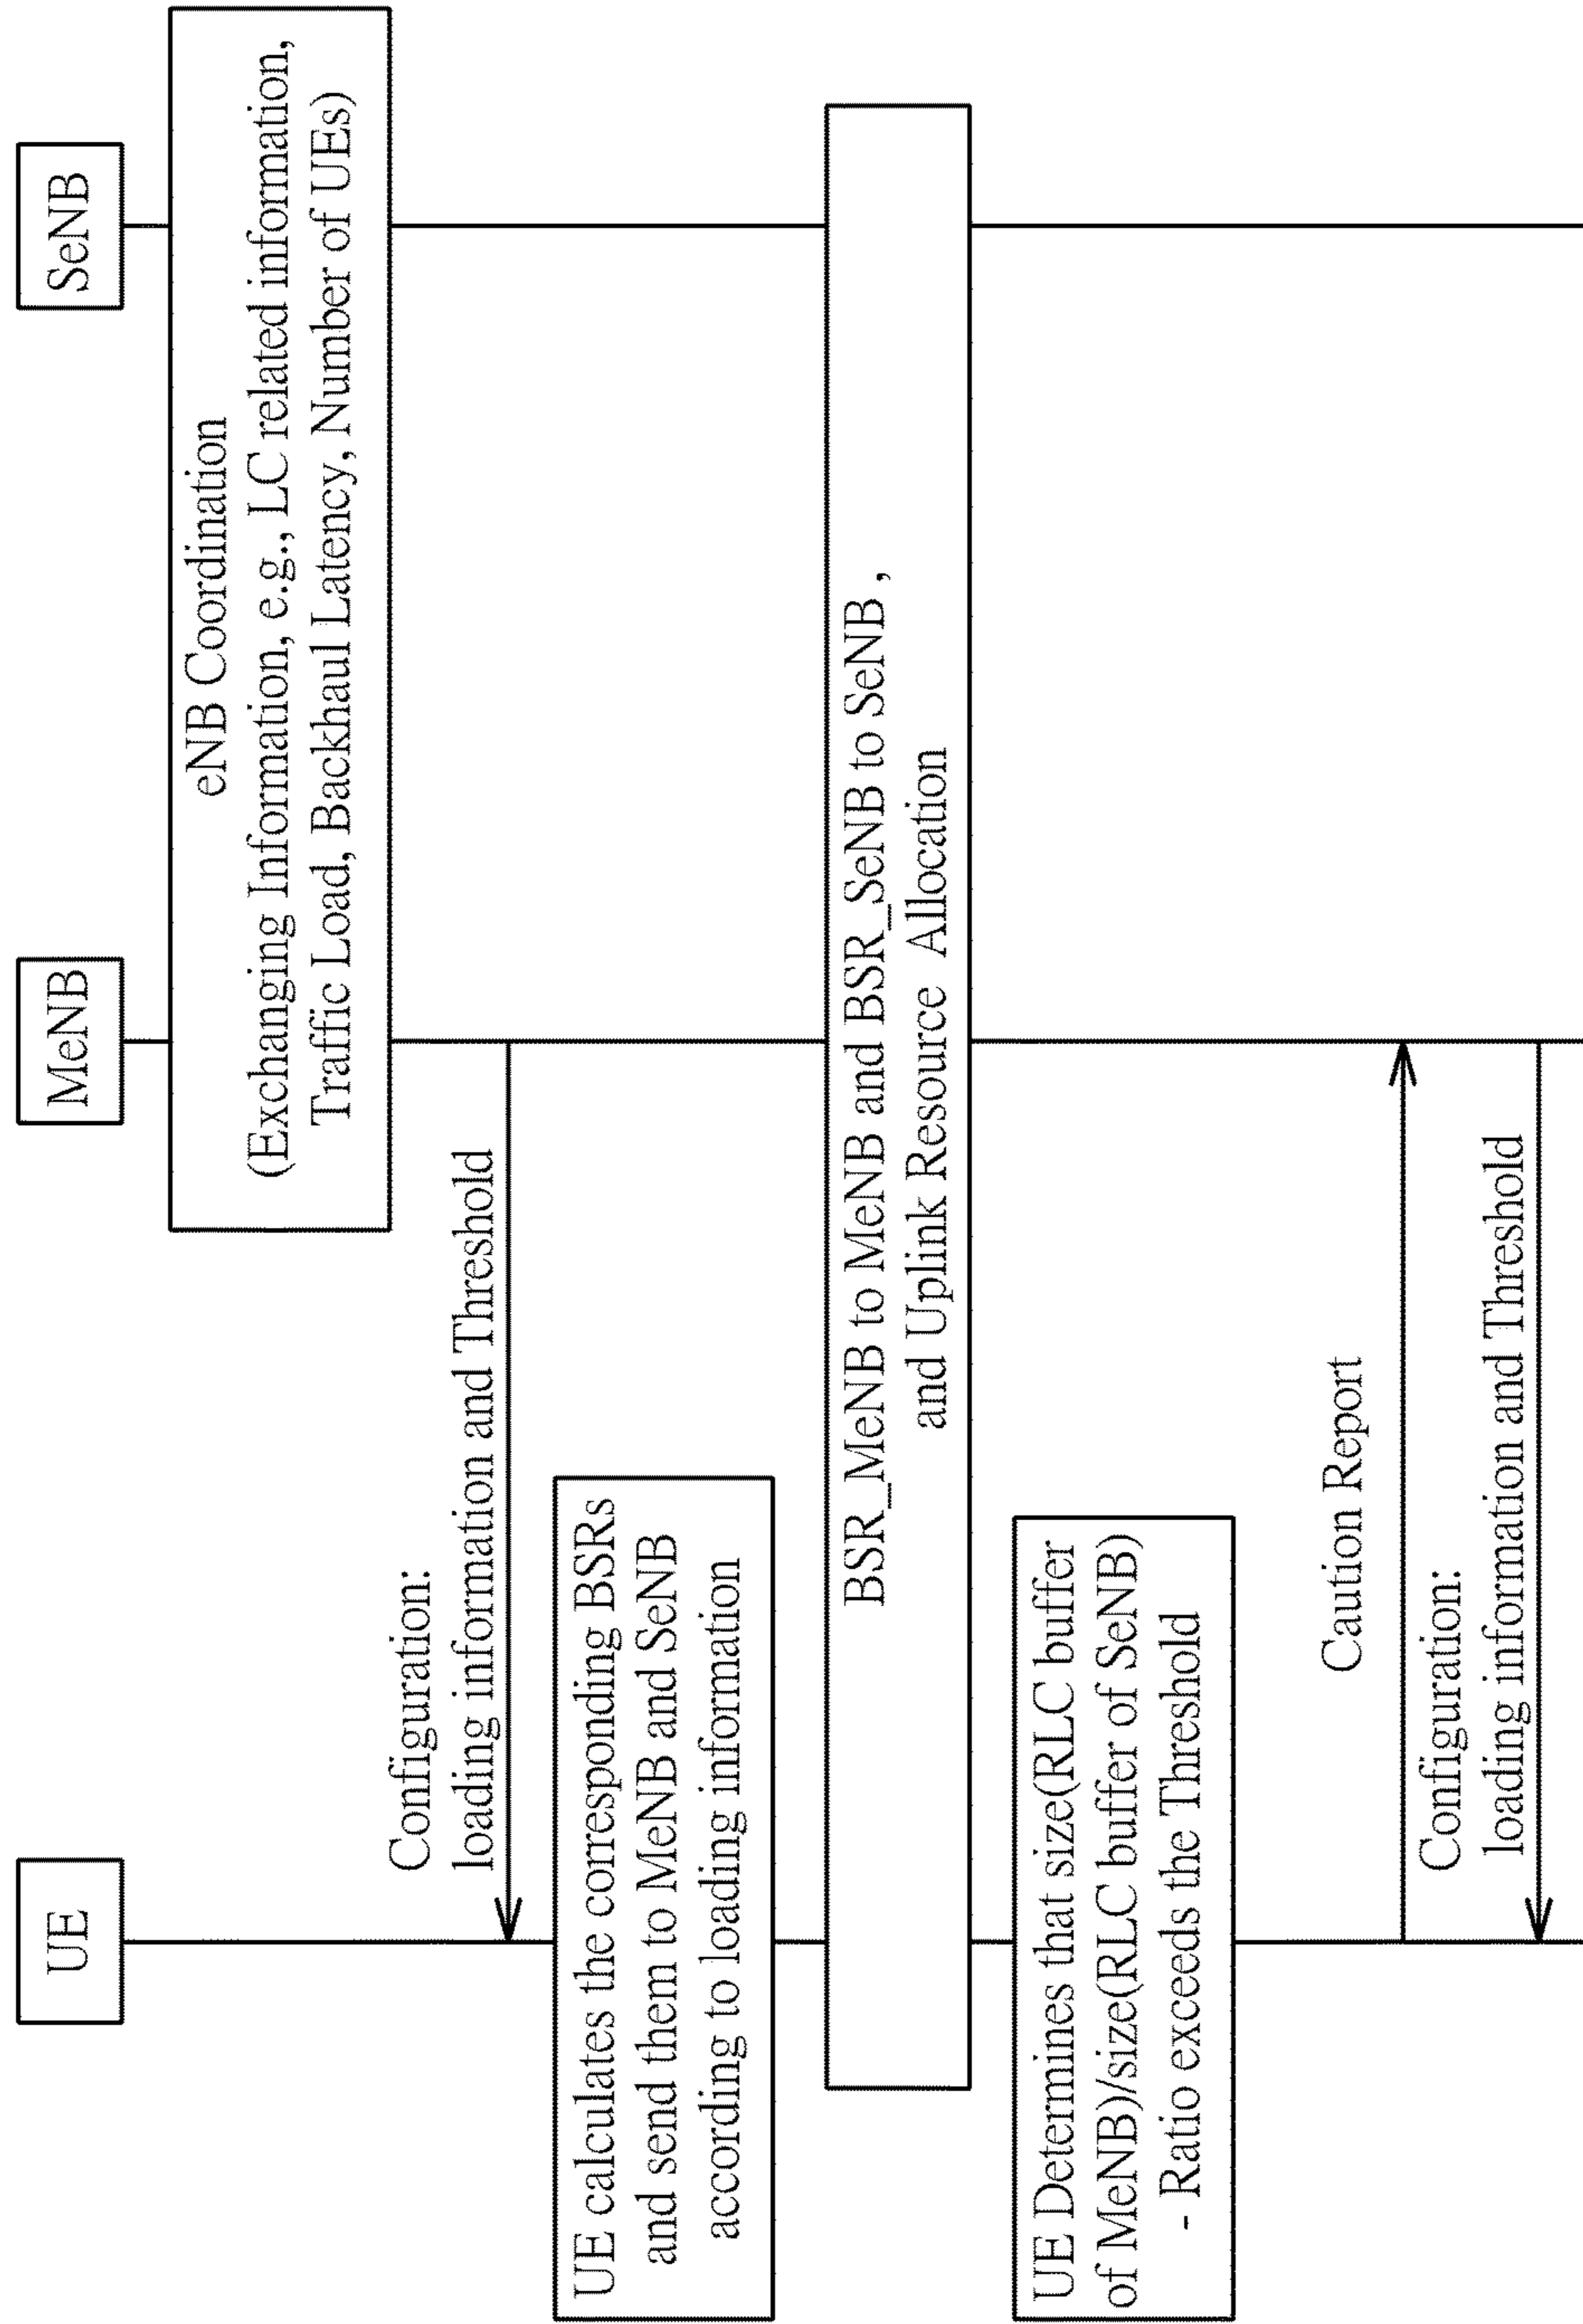 UE
MeNB
SeNB
eNB Coordination
(Exchanging Information, e.g., LC related information,
Traffic Load, Backhaul Latency, Number of UEs)
Configuration:
loading information and Threshold
UE calculates the corresponding BSRs
and send them to MeNB and SeNB
according to loading information
BSR_MeNB to MeNB and BSR_SeNB to SeNB ,
and Uplink Resource Allocation
UE Determines that size(RLC buffer
of MeNB)/size(RLC buffer of SeNB)
- Ratio exceeds the Threshold
Caution Report
Configuration:
loading information and Threshold